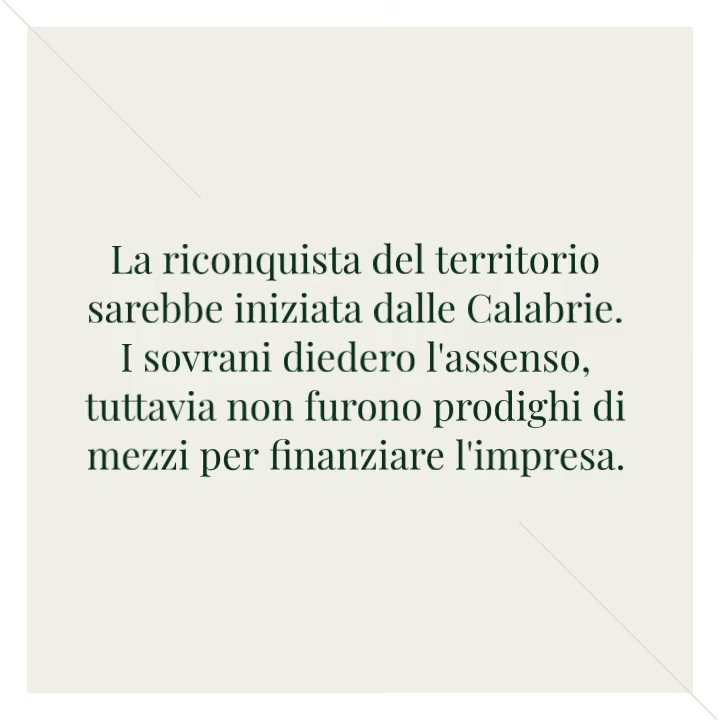 La riconquista del territorio
sarebbe iniziata dalle Calabrie.
I sovrani diedero l'assenso,
tuttavia non furono prodighi di
mezzi per finanziare l'impresa.